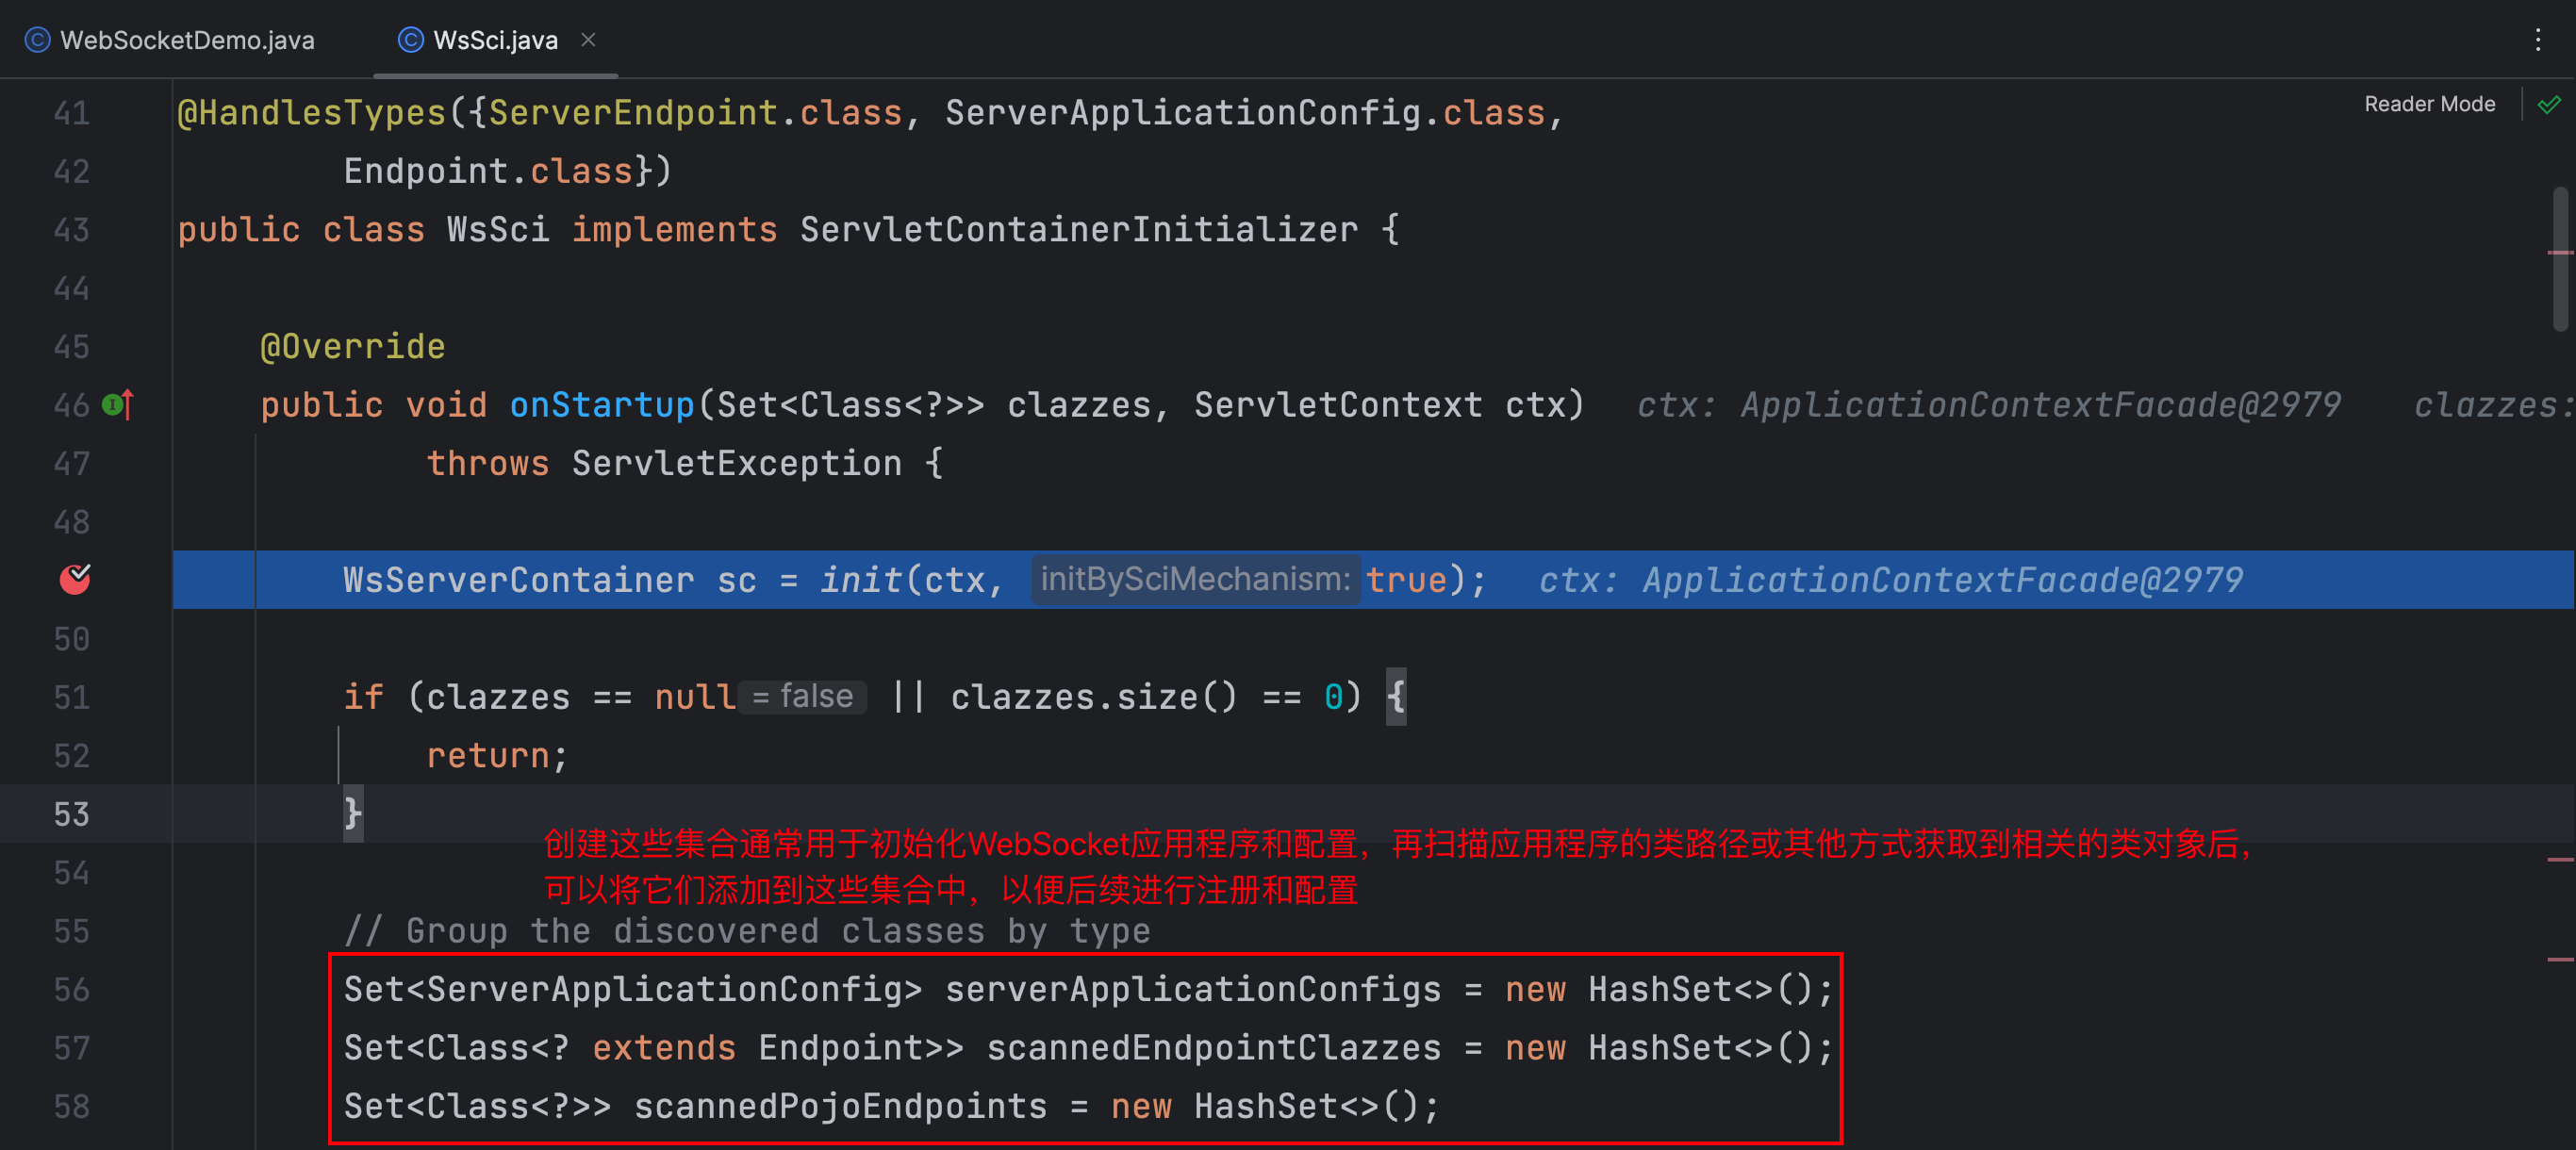 WebSocketDemo.java WsSci.java
Reader Mode
41 @HandlesTypes({ServerEndpoint.class, ServerApplicationConfig.class,
42 Endpoint.class})
43 public class WsSci implements ServletContainerInitializer {
44
45 @Override
46 public void onStartup(Set<Class<?>> clazzes, ServletContext ctx) ctx: ApplicationContextFacade@2979 clazzes:
47 throws ServletException {
48
WsServerContainer sc = init(ctx, initBySciMechanism: true); ctx: ApplicationContextFacade@2979
50
51 if (clazzes == null = false || clazzes.size() == 0) {
52 return;
53 }
创建这些集合通常用于初始化WebSocket应用程序和配置，再扫描应用程序的类路径或其他方式获取到相关的类对象后，
54
可以将它们添加到这些集合中，以便后续进行注册和配置
55 // Group the discovered classes by type
56 Set<ServerApplicationConfig> serverApplicationConfigs = new HashSet<>();
57 Set<Class<? extends Endpoint>> scannedEndpointClazzes = new HashSet<>();
58 Set<Class<?>> scannedPojoEndpoints = new HashSet<>();